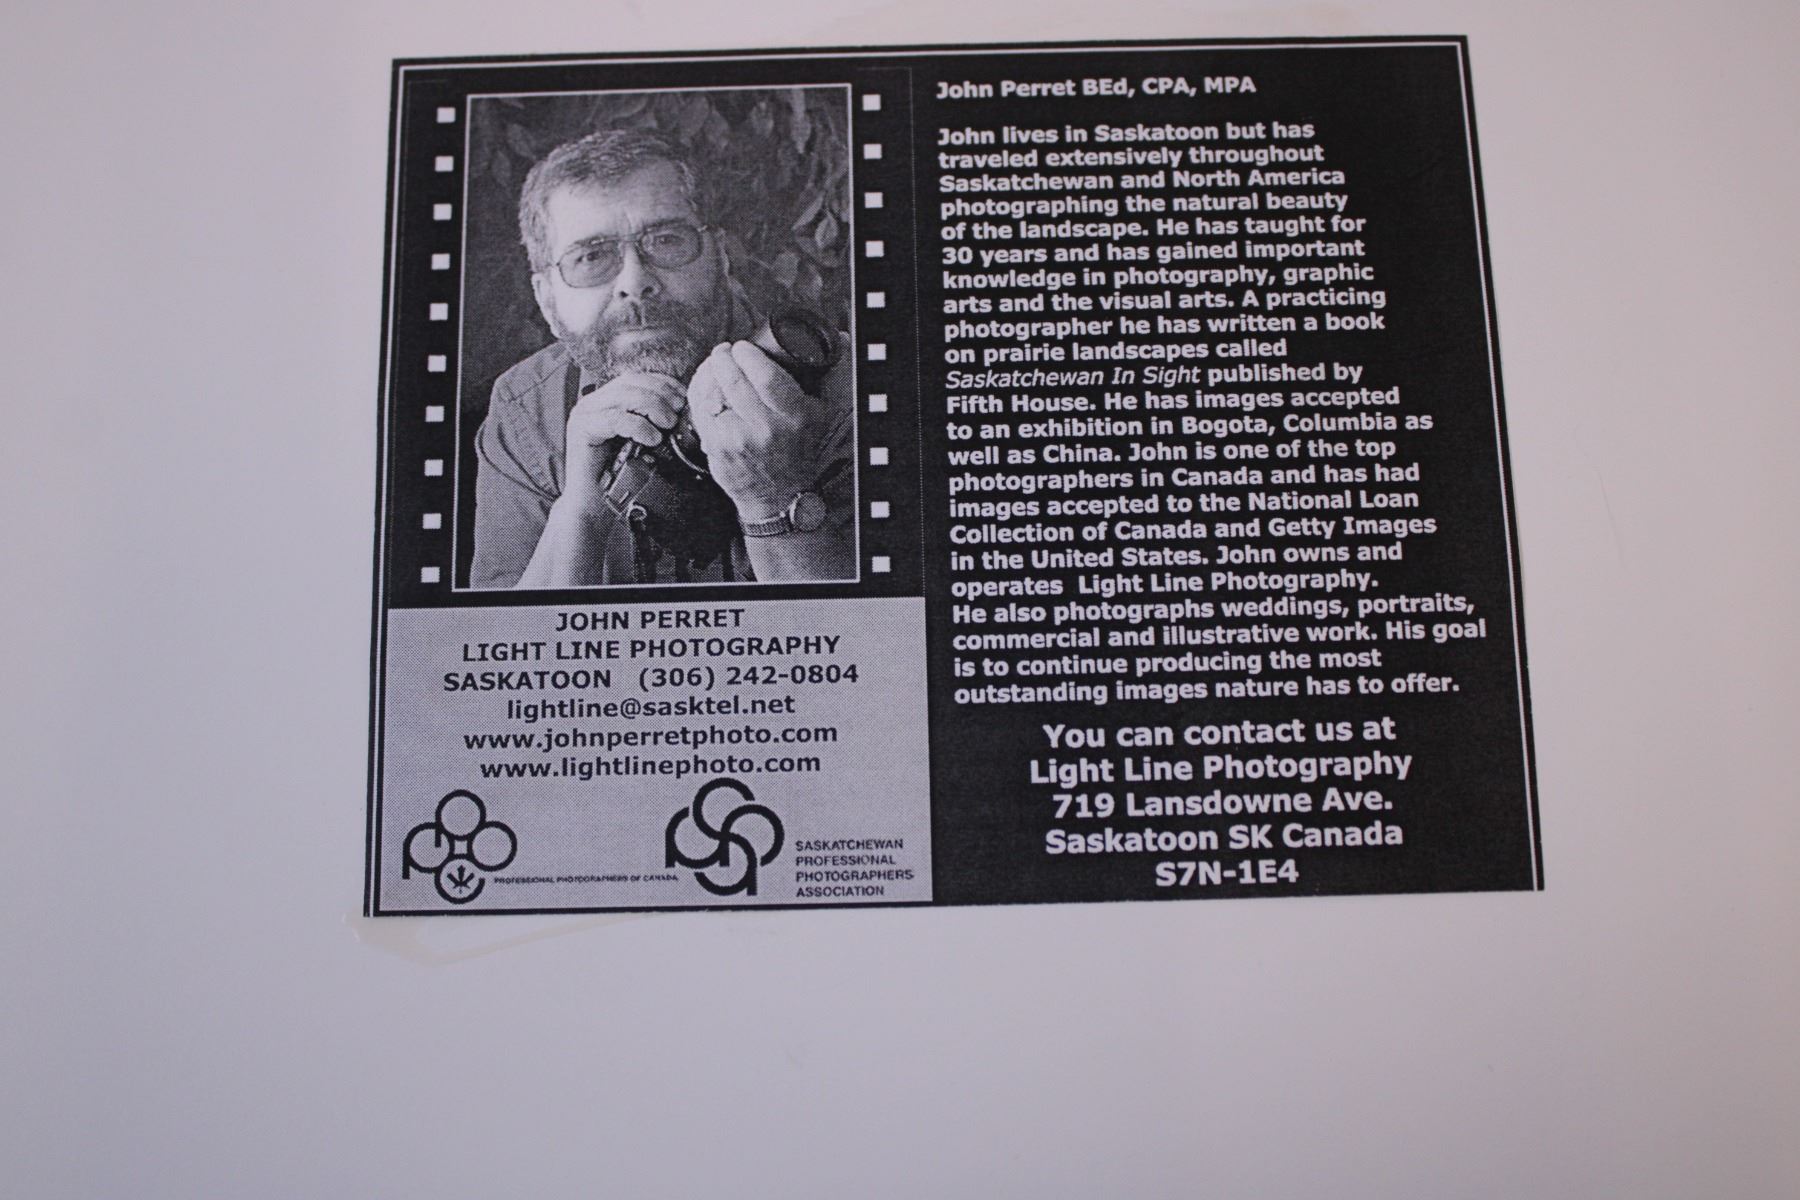 JOHN PERRET
LIGHT LINE PHOTOGRAPHY
SASKATOON (306) 242-0804
lightline@sasktel.net
www.johnperretphoto.com
www.lightlinephoto.com
PROFESSIONAL PHOTOGRAPHERS OF CANADA
SASKATCHEWAN
PROFESSIONAL
PHOTOGRAPHERS
ASSOCIATION
John Perret BEd, CPA, MPA
John lives in Saskatoon but has
traveled extensively throughout
Saskatchewan and North America
photographing the natural beauty
of the landscape. He has taught for
30 years and has gained important
knowledge in photography, graphic
arts and the visual arts. A practicing
photographer he has written a book
on prairie landscapes called
Saskatchewan In Sight published by
Fifth House. He has images accepted
to an exhibition in Bogota, Columbia as
well as China. John is one of the top
photographers in Canada and has had
images accepted to the National Loan
Collection of Canada and Getty Images
in the United States. John owns and
operates Light Line Photography.
He also photographs weddings, portraits,
commercial and illustrative work. His goal
is to continue producing the most
outstanding images nature has to offer.
You can contact us at
Light Line Photography
719 Lansdowne Ave.
Saskatoon SK Canada
S7N-1E4